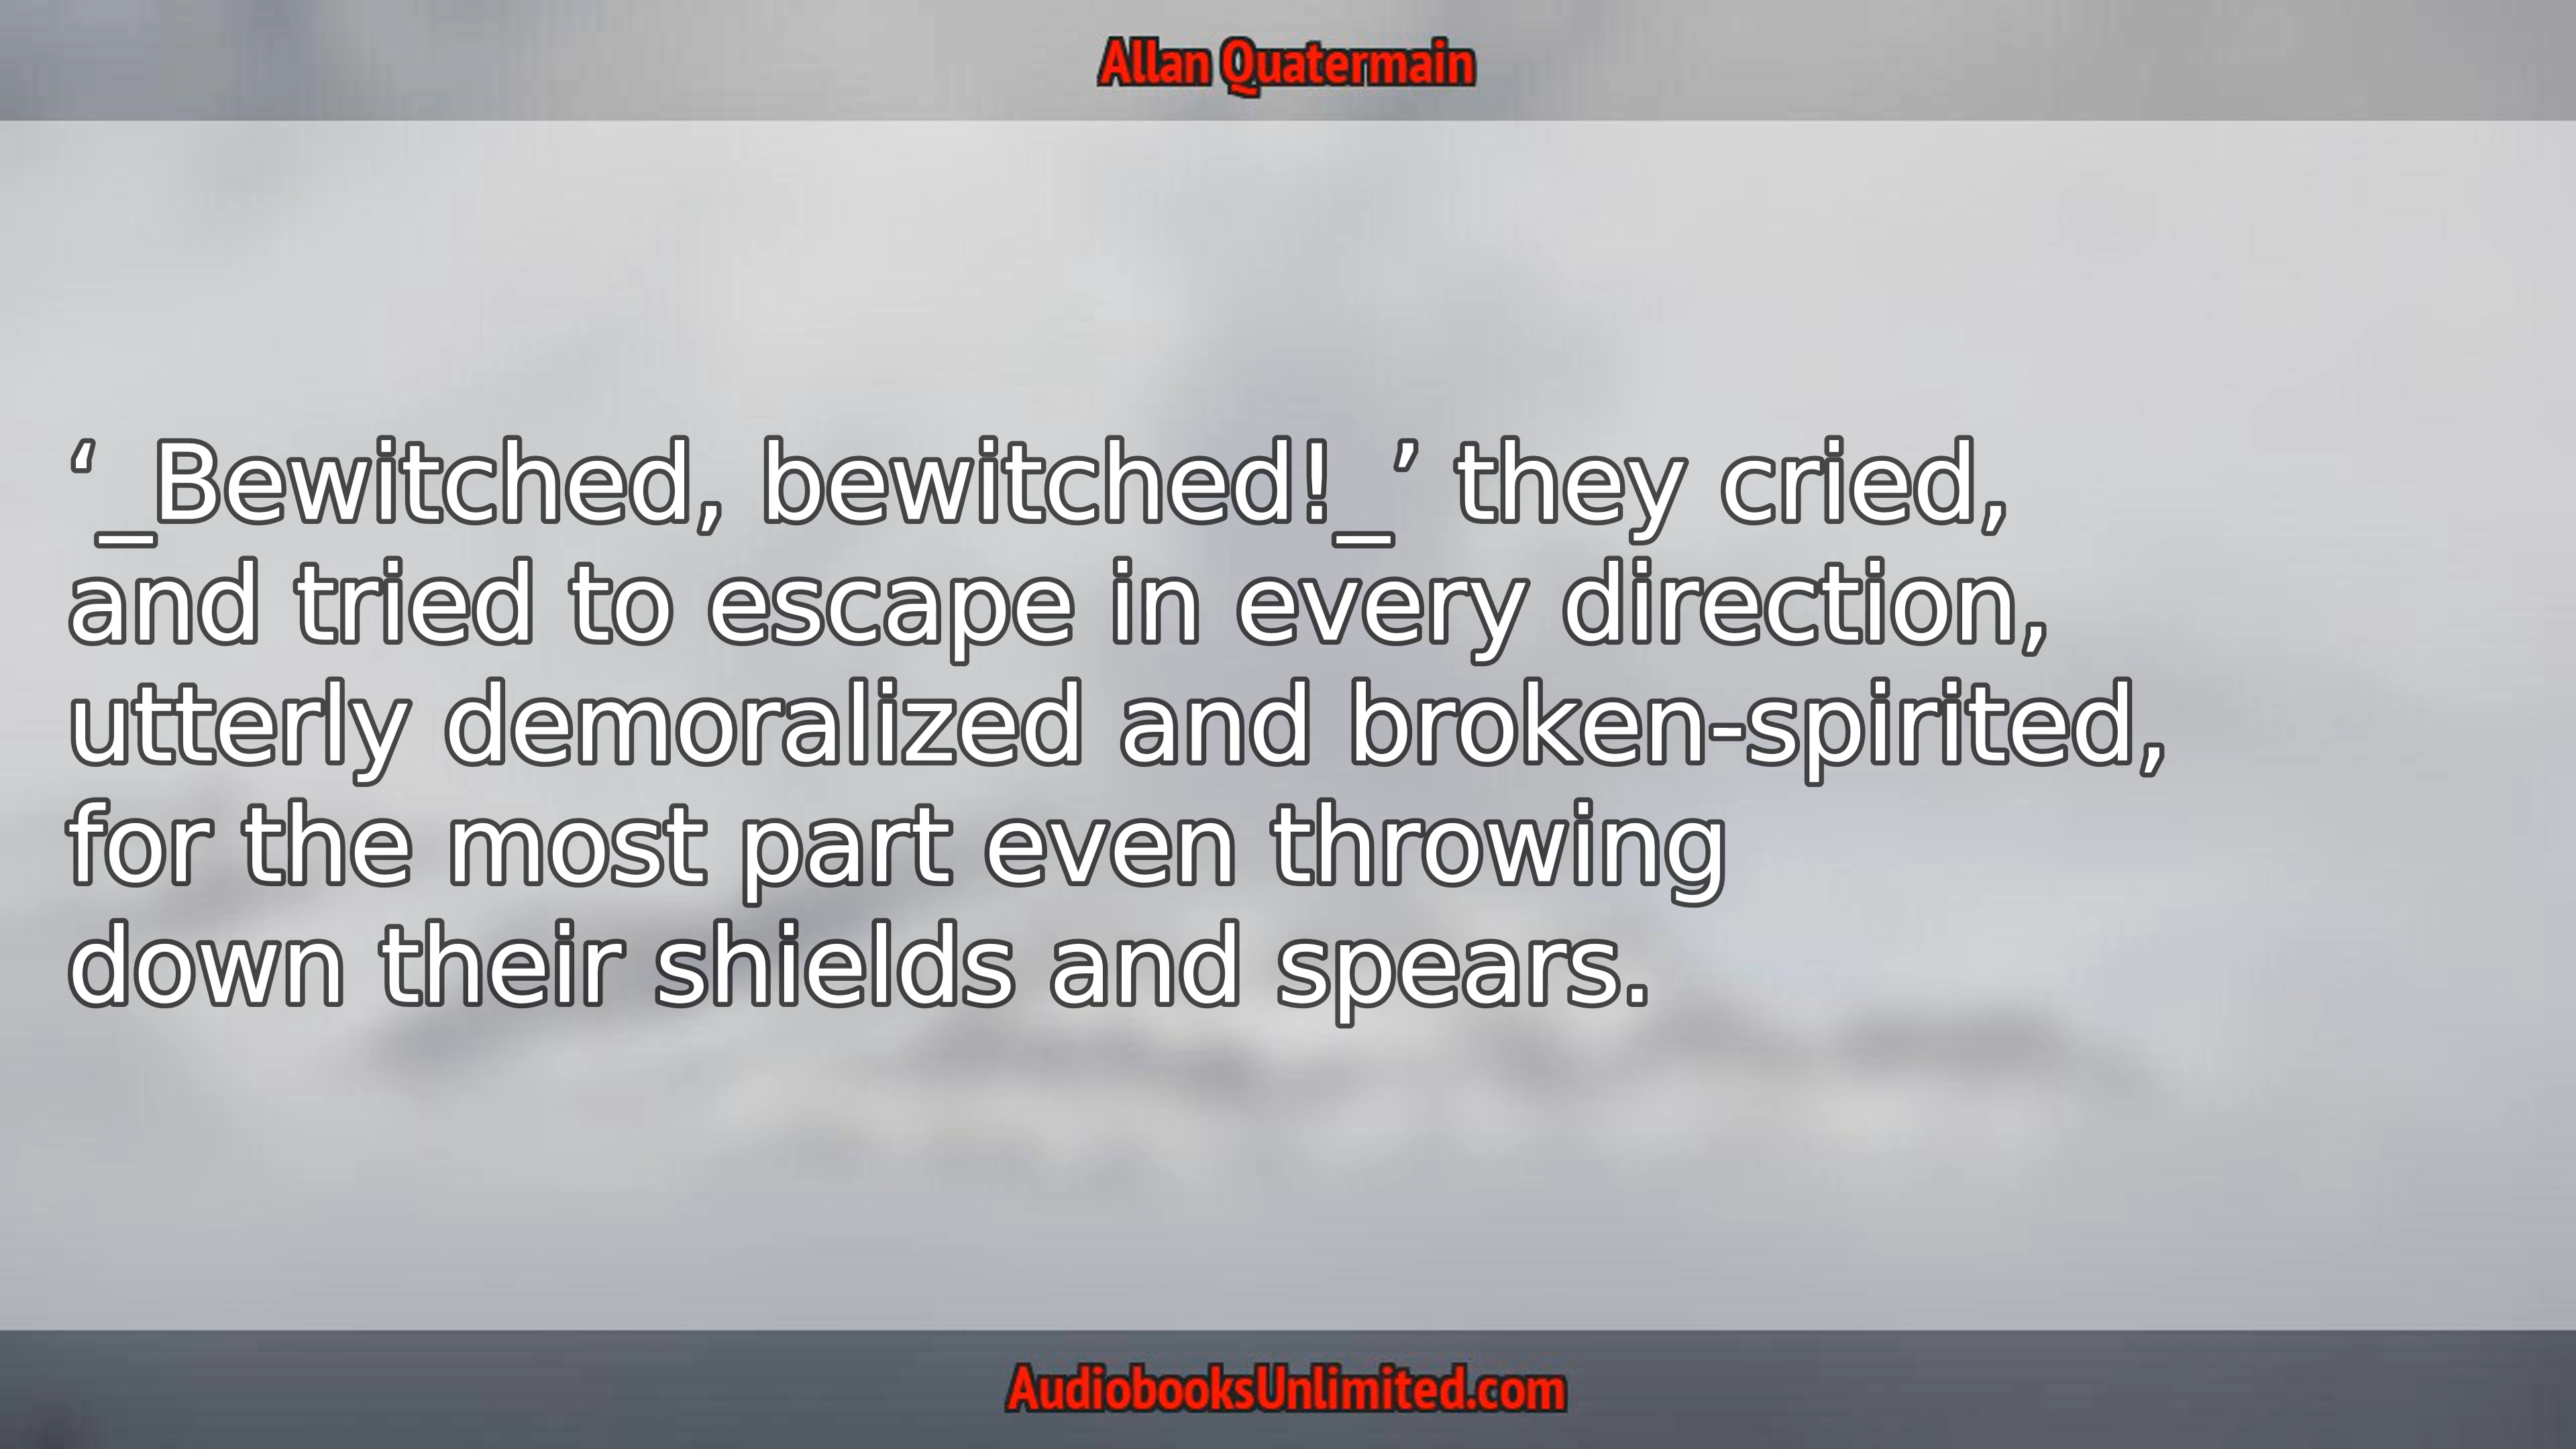 Allan Quatermain
‘_Bewitched, bewitched!_’ they cried,
and tried to escape in every direction,
utterly demoralized and broken-spirited,
for the most part even throwing
down their shields and spears.
AudiobooksUnlimited.com